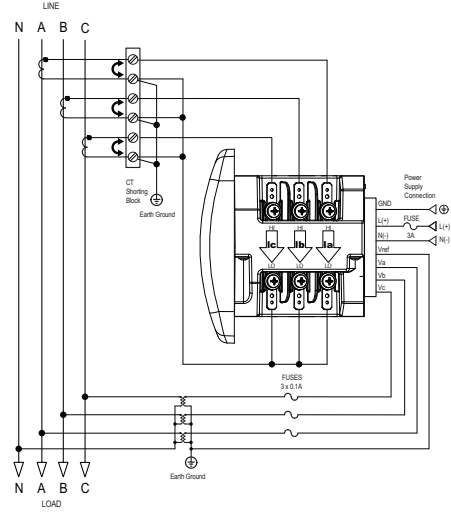 LINE
N A B C
CT
Shorting
Block
Earth Ground
Power
Supply
Connection
GND
L(+)
FUSE
L(+)
N(-)
3A
N(-)
Vref
Va
Vb
Vc
HI HI HI
Ic Ib Ia
LO LO LO
FUSES
3 x 0.1A
Earth Ground
N A B C
LOAD